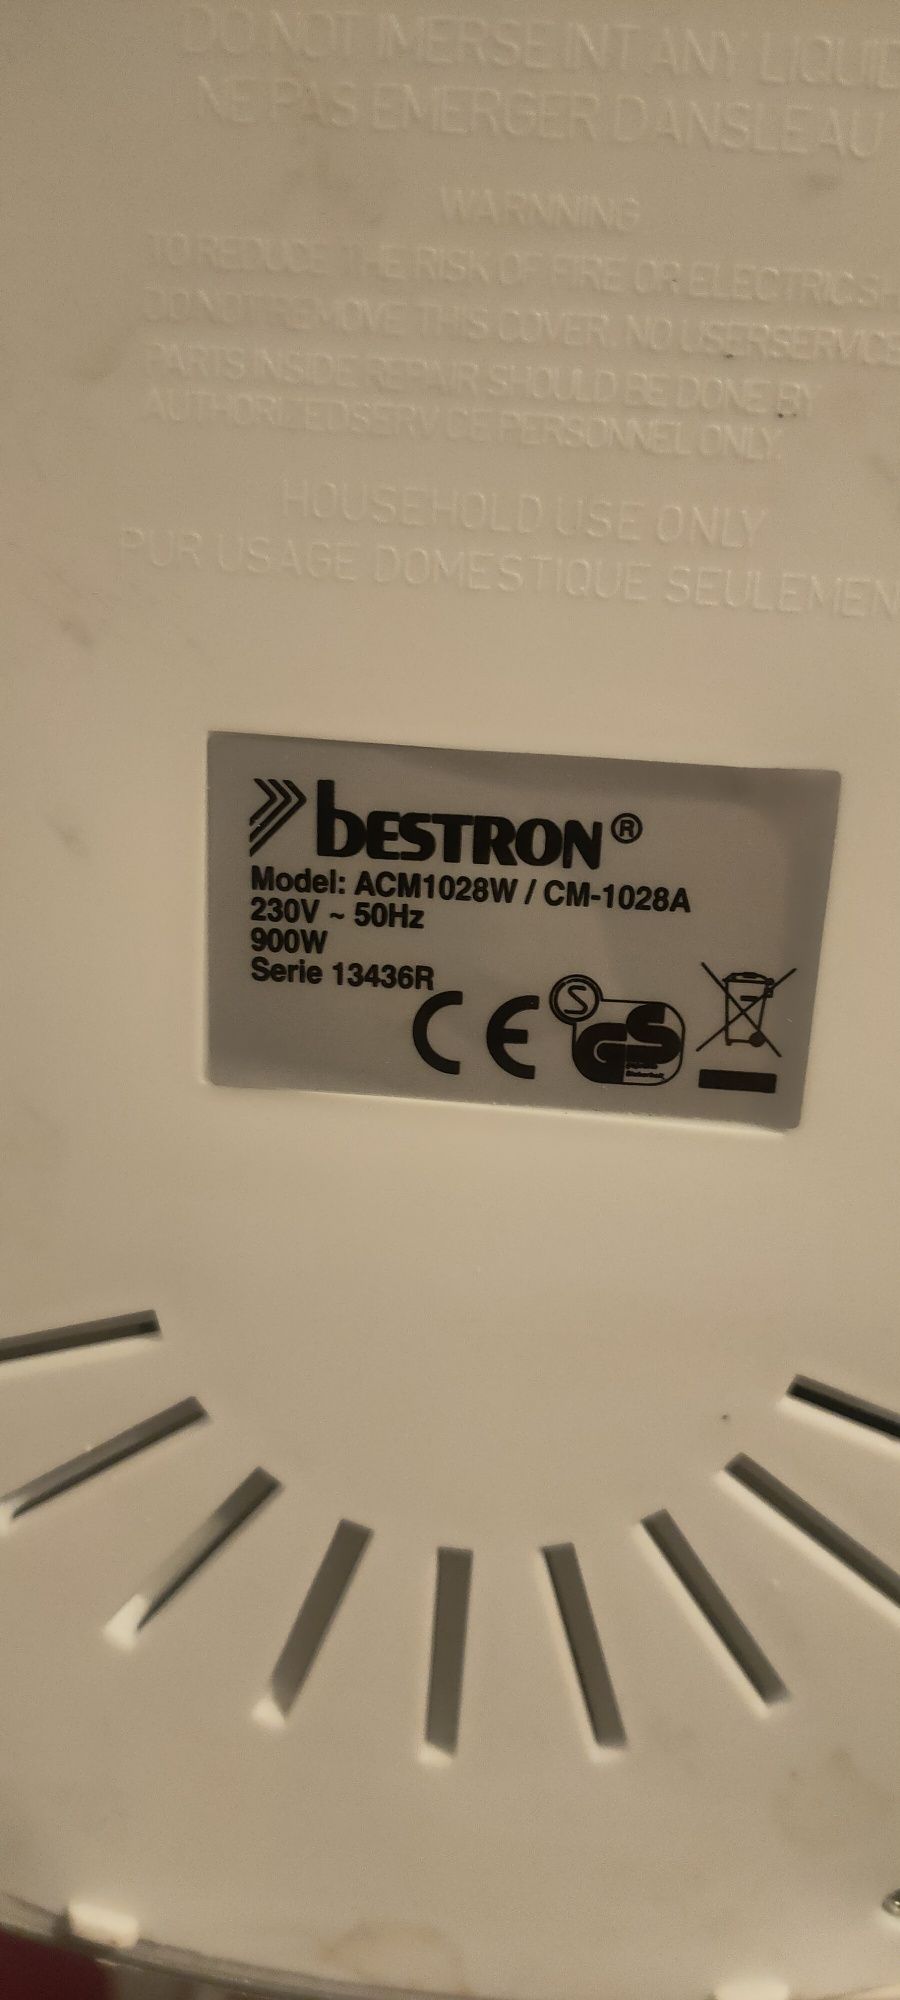 DO NOT IMERSE INT ANY LIQUID
NE PAS EMERGER DANSLEAU
WARNNING
TO REDUCE THE RISK OF FIRE OR ELECTRIC SH
DO NOT REMOVE THIS COVER. NO USERSERVICE
PARTS INSIDE REPAIR SHOULD BE DONE BY
AUTHORIZEDSERVICE PERSONNEL ONLY.
HOUSEHOLD USE ONLY
PUR USAGE DOMESTIQUE SEULEMEN
bESTRON®
Model: ACM1028W / CM-1028A
230V ~ 50Hz
900W
Serie 13436R
CE S GS